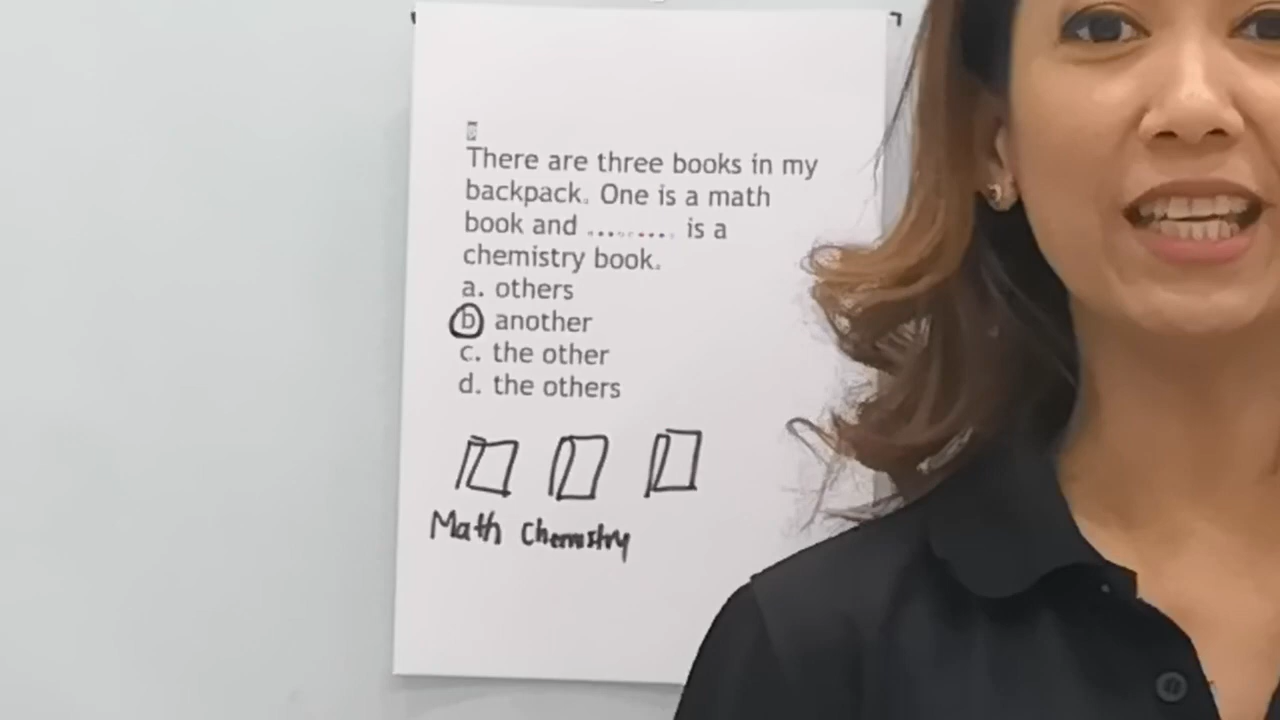 There are three books in my
backpack. One is a math
book and ......... is a
chemistry book.
a. others
b another
c. the other
d. the others
Math Chemistry